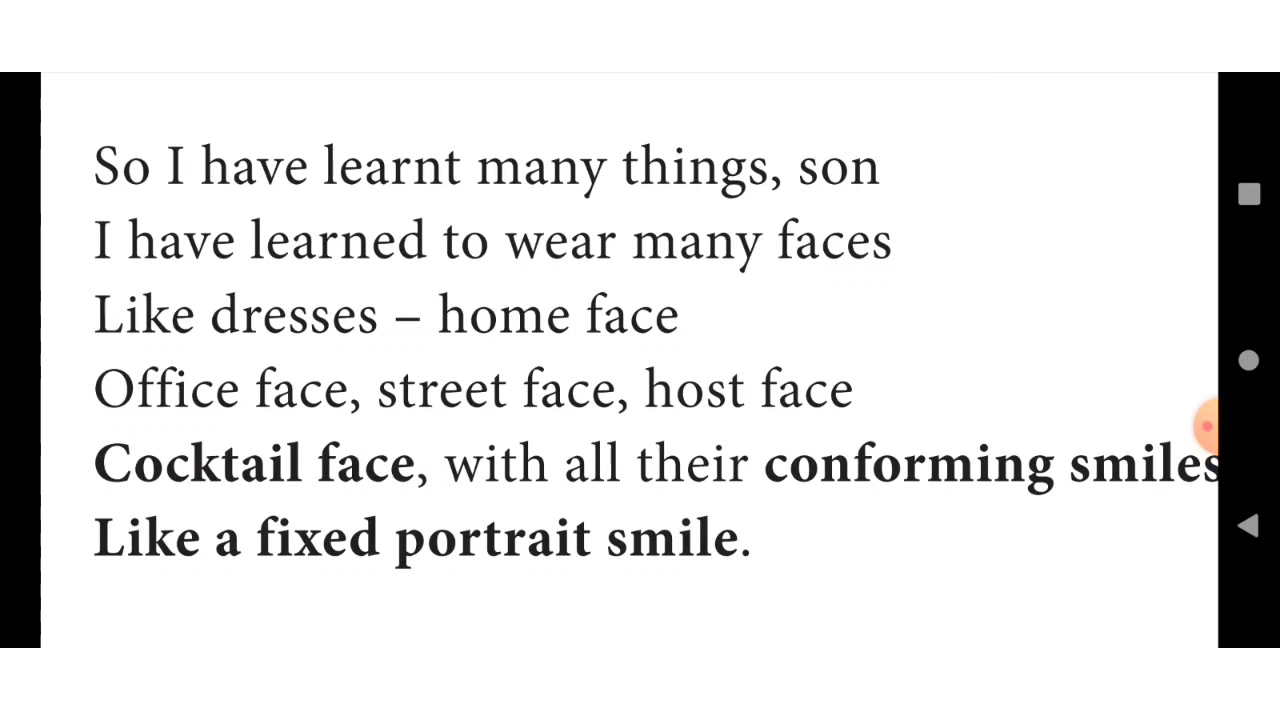 So I have learnt many things, son
I have learned to wear many faces
Like dresses – home face
Office face, street face, host face
Cocktail face, with all their conforming smiles
Like a fixed portrait smile.